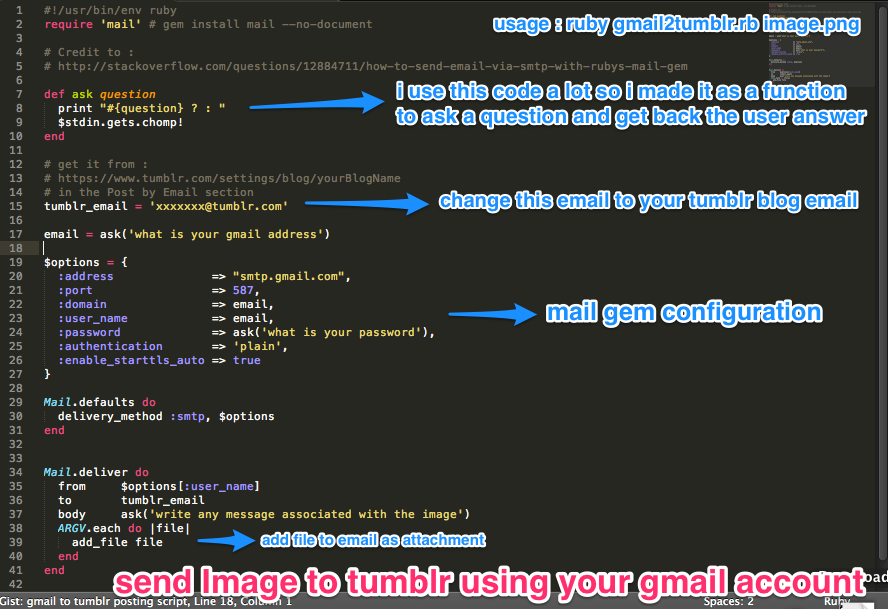 1 #!/usr/bin/env ruby
2 require 'mail' # gem install mail --no-document
usage : ruby gmail2tumblr.rb image.png
3
4 # Credit to :
5 # http://stackoverflow.com/questions/12884711/how-to-send-email-via-smtp-with-rubys-mail-gem
6
7 def ask question
8 print "#{question} ? : "
9 $stdin.gets.chomp!
10 end
i use this code a lot so i made it as a function
to ask a question and get back the user answer
11
12 # get it from :
13 # https://www.tumblr.com/settings/blog/yourBlogName
14 # in the Post by Email section
15 tumblr_email = 'xxxxxxx@tumblr.com'
change this email to your tumblr blog email
16
17 email = ask('what is your gmail address')
18
19 $options = {
20 :address => "smtp.gmail.com",
21 :port => 587,
22 :domain => email,
23 :user_name => email,
24 :password => ask('what is your password'),
25 :authentication => 'plain',
26 :enable_starttls_auto => true
27 }
mail gem configuration
28
29 Mail.defaults do
30 delivery_method :smtp, $options
31 end
32
33
34 Mail.deliver do
35 from $options[:user_name]
36 to tumblr_email
37 body ask('write any message associated with the image')
38 ARGV.each do |file|
39 add_file file
add file to email as attachment
40 end
41 end
42
send Image to tumblr using your gmail account
Gist: gmail to tumblr posting script, Line 18, Column 1
Spaces: 2
Ruby